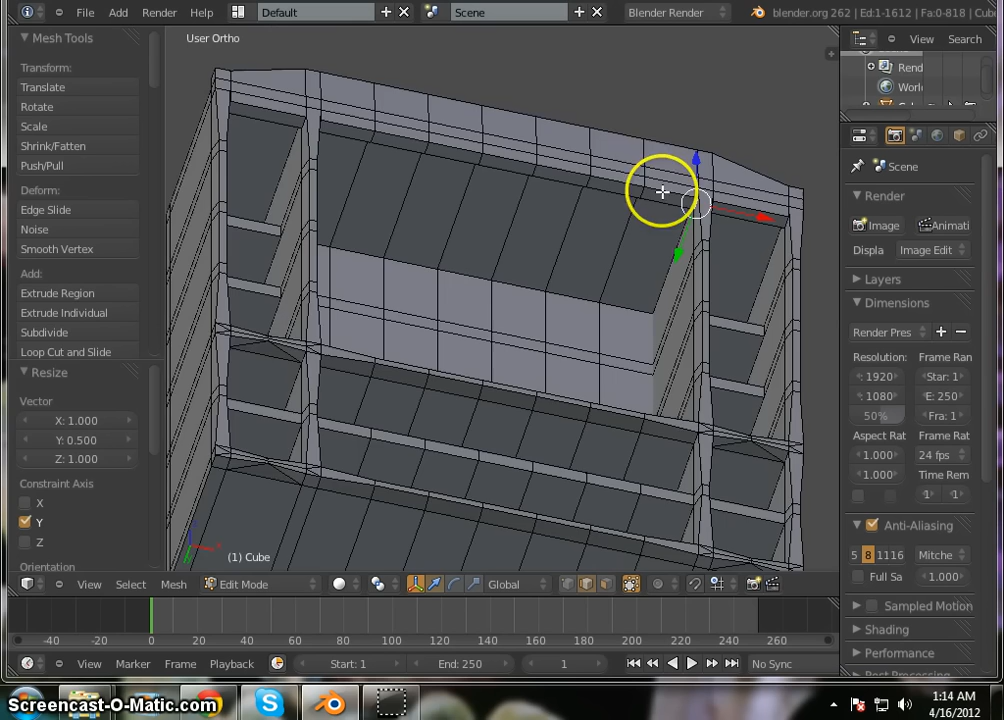 File Add Render Help Default Scene Blender Render blender.org 262 | Ed:1-1612 | Fa:0-818 | Cube
Mesh Tools
Transform:
Translate
Rotate
Scale
Shrink/Fatten
Push/Pull
Deform:
Edge Slide
Noise
Smooth Vertex
Add:
Extrude Region
Extrude Individual
Subdivide
Loop Cut and Slide
Resize
Vector
X: 1.000
Y: 0.500
Z: 1.000
Constraint Axis
X
Y
Z
Orientation
User Ortho
(1) Cube
View Select Mesh Edit Mode Global
View Search
Rend
Worl
Scene
Render
Image Animati
Displa Image Edit
Layers
Dimensions
Render Pres
Resolution: Frame Ran
: 1920 Star: 1
: 1080 E: 250
50% Fra: 1
Aspect Rat Frame Rat
: 1.000 24 fps
: 1.000 Time Rem
1 1
Anti-Aliasing
5 8 11 16 Mitche
Full Sa 1.000
Sampled Motion
Shading
Performance
-40 -20 0 20 40 60 80 100 120 140 160 180 200 220 240 260
View Marker Frame Playback Start: 1 End: 250 1 No Sync
Screencast-O-Matic.com
1:14 AM
4/16/2012